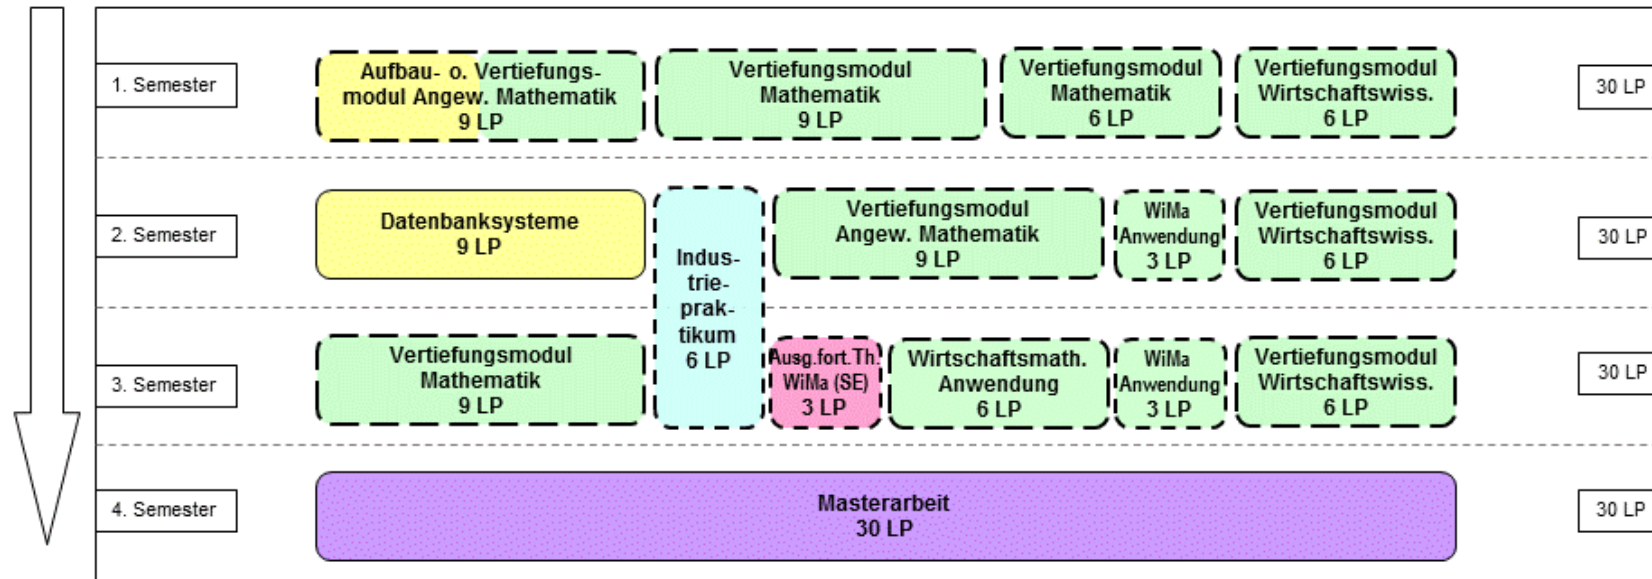 1. Semester
Aufbau- o. Vertiefungs-
modul Angew. Mathematik
9 LP
Vertiefungsmodul
Mathematik
9 LP
Vertiefungsmodul
Mathematik
6 LP
Vertiefungsmodul
Wirtschaftswiss.
6 LP
30 LP
2. Semester
Datenbanksysteme
9 LP
Indus-
trie-
prak-
tikum
6 LP
Vertiefungsmodul
Angew. Mathematik
9 LP
WiMa
Anwendung
3 LP
Vertiefungsmodul
Wirtschaftswiss.
6 LP
30 LP
3. Semester
Vertiefungsmodul
Mathematik
9 LP
Ausg.fort.Th.
WiMa (SE)
3 LP
Wirtschaftsmath.
Anwendung
6 LP
WiMa
Anwendung
3 LP
Vertiefungsmodul
Wirtschaftswiss.
6 LP
30 LP
4. Semester
Masterarbeit
30 LP
30 LP